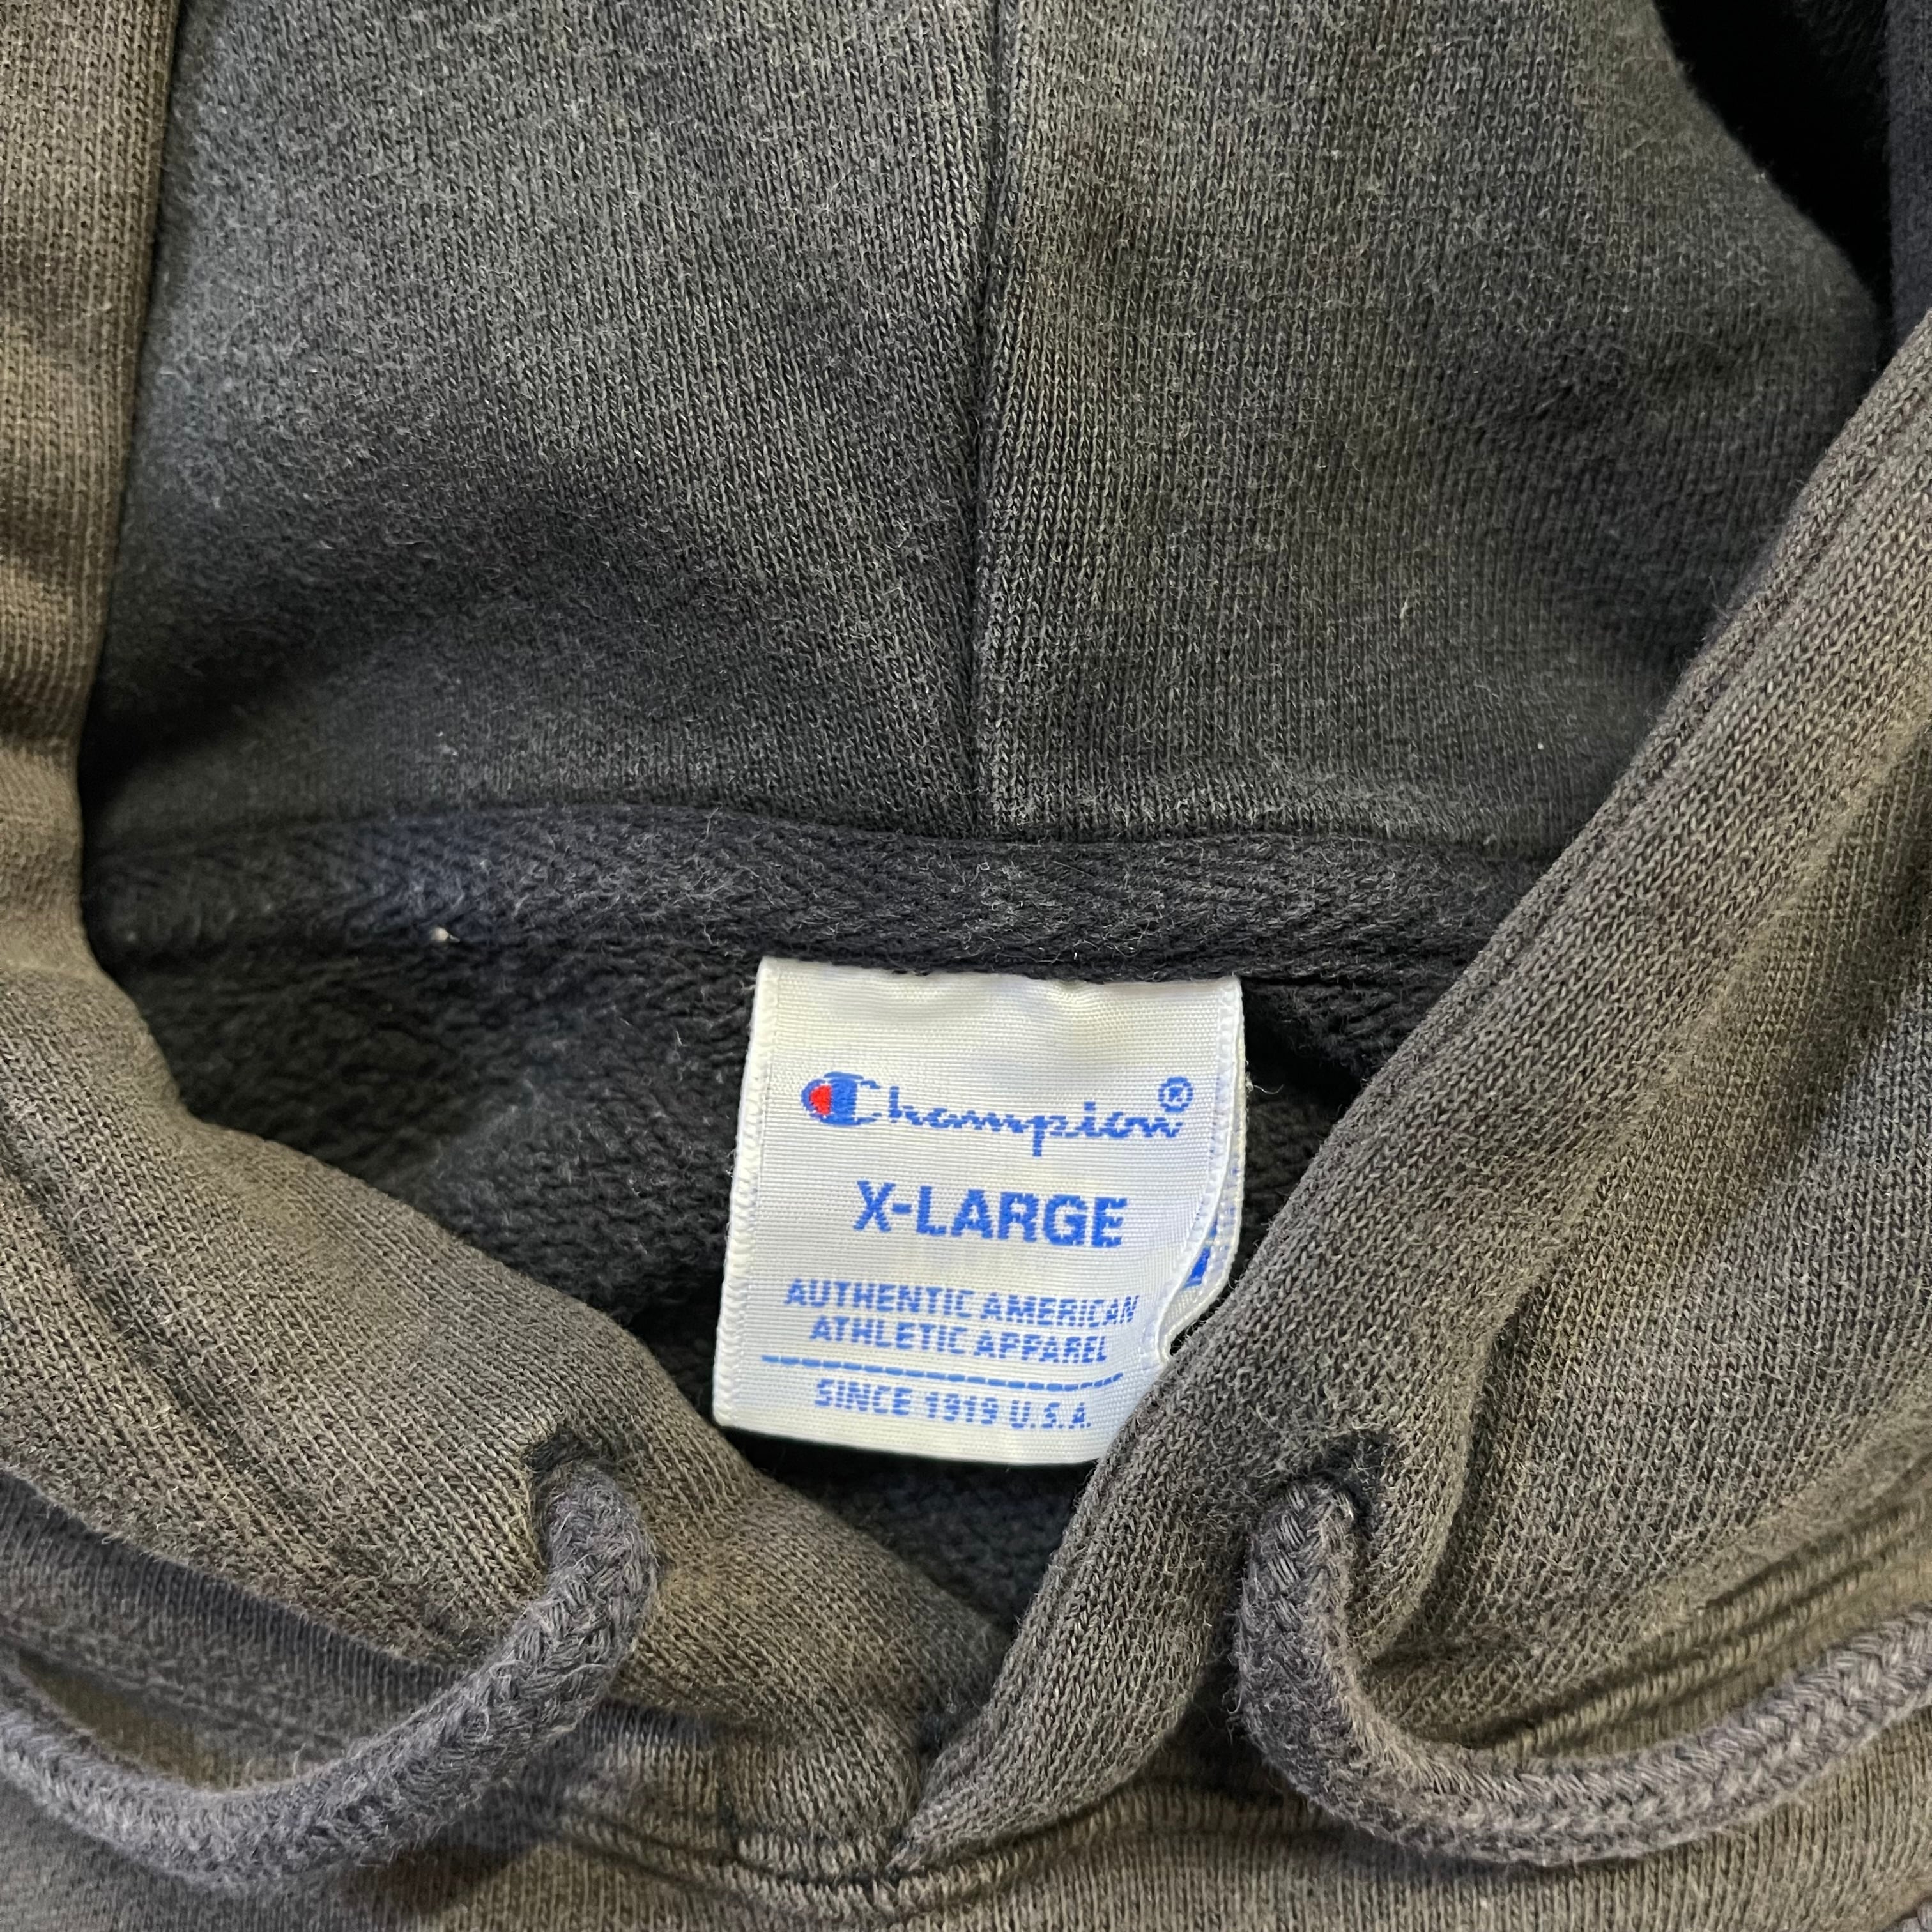 Champion®
X-LARGE
AUTHENTIC AMERICAN
ATHLETIC APPAREL
SINCE 1919 U.S.A.